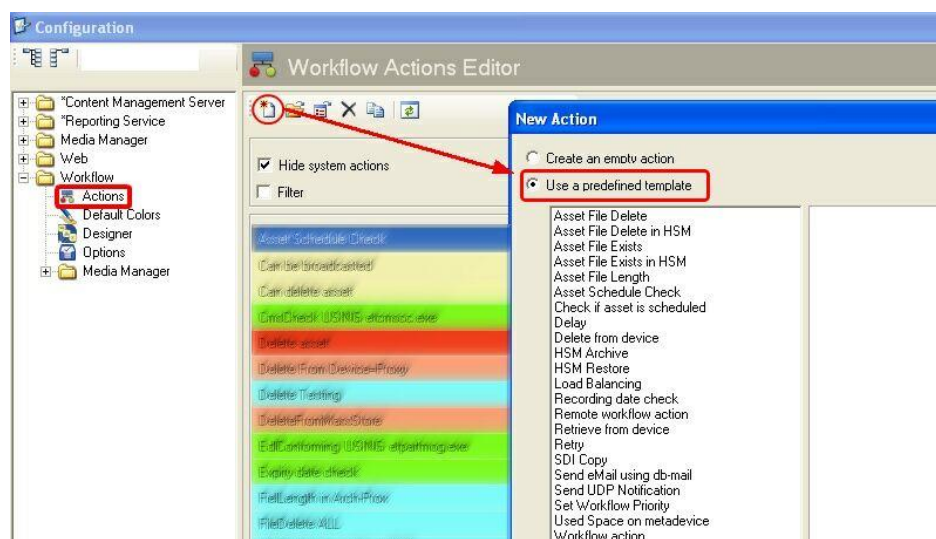 Configuration
Workflow Actions Editor
*Content Management Server
*Reporting Service
Media Manager
Web
Workflow
Actions
Default Colors
Designer
Options
Media Manager
Hide system actions
Filter
Asset Schedule Check
Can be broadcasted
Can delete asset
Delete asset
Delete From Device
Delete Testing
DeleteFromMainStore
Expiry date check
FileDelete ALL
New Action
Create an empty action
Use a predefined template
Asset File Delete
Asset File Delete in HSM
Asset File Exists
Asset File Exists in HSM
Asset File Length
Asset Schedule Check
Check if asset is scheduled
Delay
Delete from device
HSM Archive
HSM Restore
Load Balancing
Recording date check
Remote workflow action
Retrieve from device
Retry
SDI Copy
Send eMail using db-mail
Send UDP Notification
Set Workflow Priority
Used Space on metadevice
Workflow action